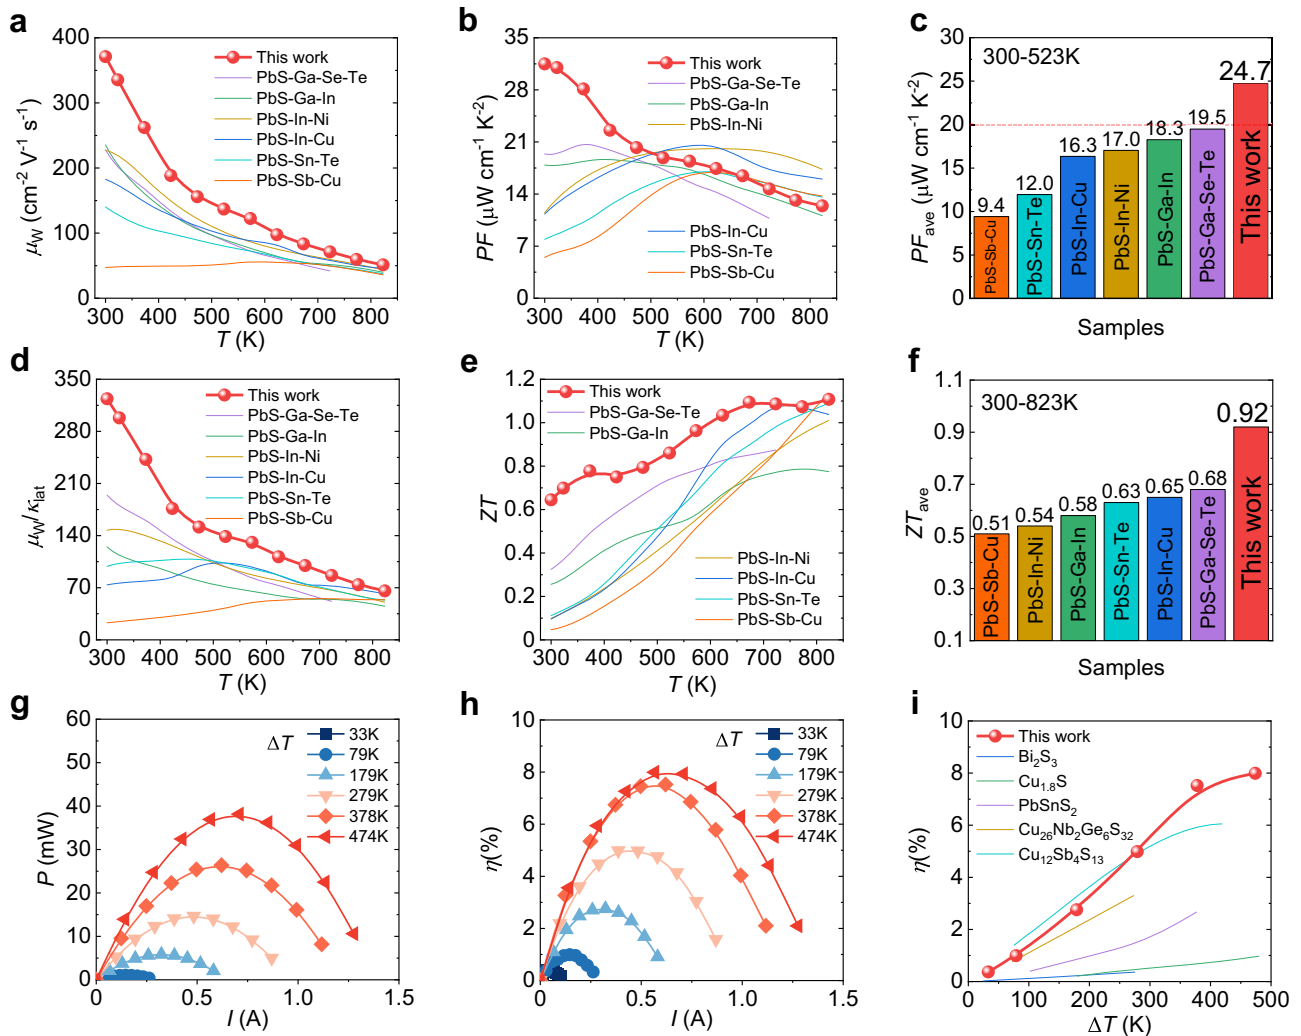 a
400
300
200
100
0
μW (cm⁻² V⁻¹ s⁻¹)
This work
PbS-Ga-Se-Te
PbS-Ga-In
PbS-In-Ni
PbS-In-Cu
PbS-Sn-Te
PbS-Sb-Cu
300 400 500 600 700 800
T (K)
b
35
28
21
14
7
0
PF (μW cm⁻¹ K⁻²)
This work
PbS-Ga-Se-Te
PbS-Ga-In
PbS-In-Ni
PbS-In-Cu
PbS-Sn-Te
PbS-Sb-Cu
300 400 500 600 700 800
T (K)
c
30
25
20
15
10
5
0
PFave (μW cm⁻¹ K⁻²)
300-523K
9.4
12.0
16.3
17.0
18.3
19.5
24.7
PbS-Sb-Cu
PbS-Sn-Te
PbS-In-Cu
PbS-In-Ni
PbS-Ga-In
PbS-Ga-Se-Te
This work
Samples
d
350
280
210
140
70
0
μW/κlat
This work
PbS-Ga-Se-Te
PbS-Ga-In
PbS-In-Ni
PbS-In-Cu
PbS-Sn-Te
PbS-Sb-Cu
300 400 500 600 700 800
T (K)
e
1.2
1.0
0.8
0.6
0.4
0.2
0
ZT
This work
PbS-Ga-Se-Te
PbS-Ga-In
PbS-In-Ni
PbS-In-Cu
PbS-Sn-Te
PbS-Sb-Cu
300 400 500 600 700 800
T (K)
f
1.1
0.9
0.7
0.5
0.3
0.1
ZTave
300-823K
0.51
0.54
0.58
0.63
0.65
0.68
0.92
PbS-Sb-Cu
PbS-In-Ni
PbS-Ga-In
PbS-Sn-Te
PbS-In-Cu
PbS-Ga-Se-Te
This work
Samples
g
60
50
40
30
20
10
0
P (mW)
ΔT
33K
79K
179K
279K
378K
474K
0 0.5 1.0 1.5
I (A)
h
10
8
6
4
2
0
η(%)
ΔT
33K
79K
179K
279K
378K
474K
0 0.5 1.0 1.5
I (A)
i
10
8
6
4
2
0
η(%)
This work
Bi₂S₃
Cu₁.₈S
PbSnS₂
Cu₂₆Nb₂Ge₆S₃₂
Cu₁₂Sb₄S₁₃
0 100 200 300 400 500
ΔT (K)